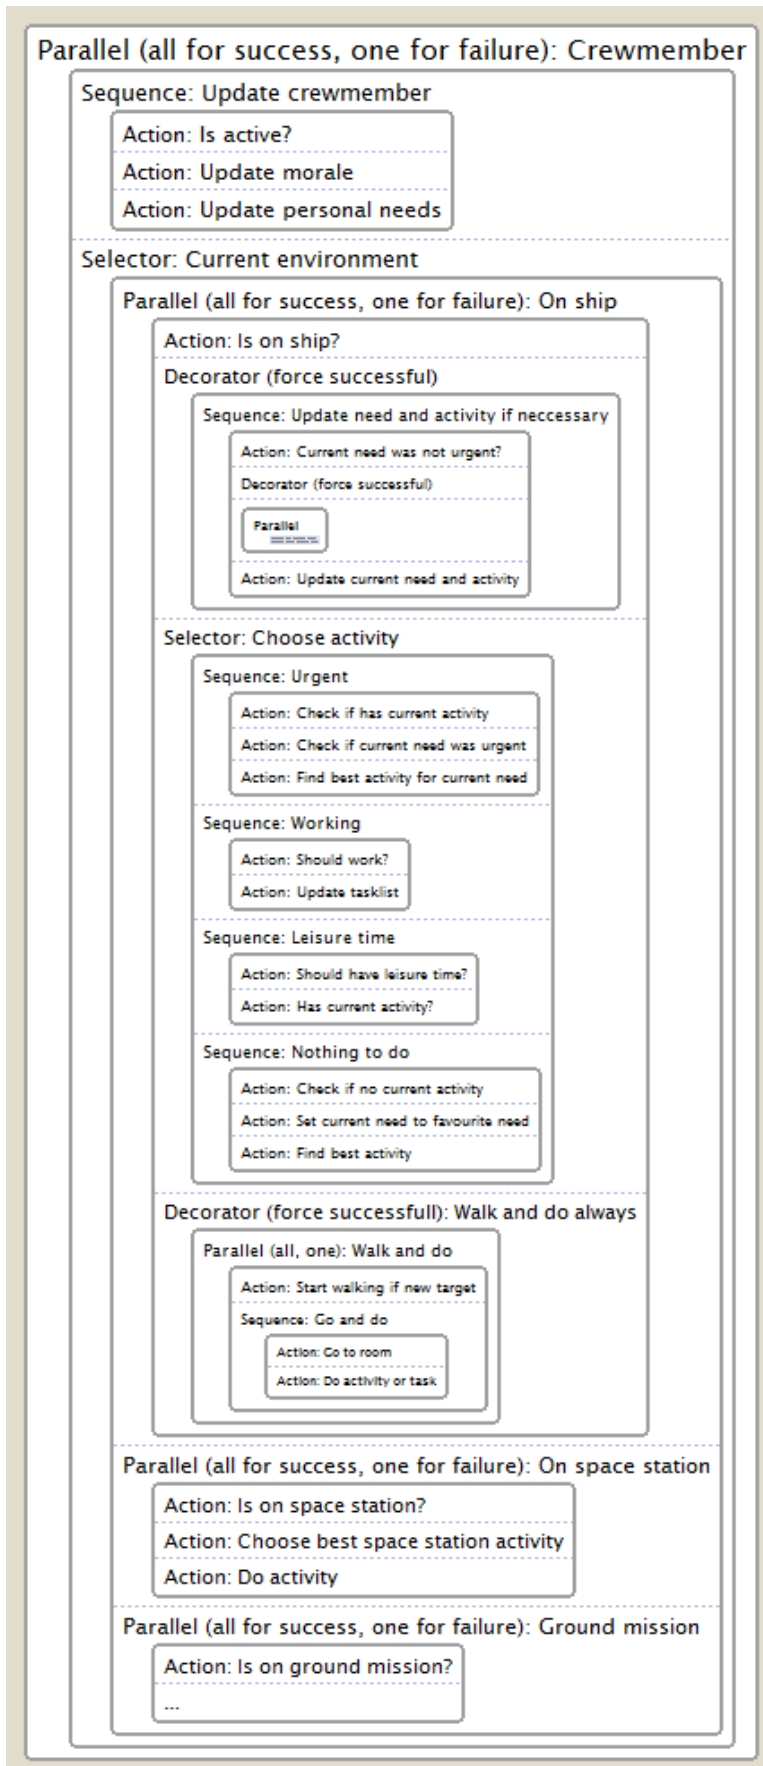 Parallel (all for success, one for failure): Crewmember
Sequence: Update crewmember
Action: Is active?
Action: Update morale
Action: Update personal needs
Selector: Current environment
Parallel (all for success, one for failure): On ship
Action: Is on ship?
Decorator (force successful)
Sequence: Update need and activity if neccessary
Action: Current need was not urgent?
Decorator (force successful)
Parallel
Action: Update current need and activity
Selector: Choose activity
Sequence: Urgent
Action: Check if has current activity
Action: Check if current need was urgent
Action: Find best activity for current need
Sequence: Working
Action: Should work?
Action: Update tasklist
Sequence: Leisure time
Action: Should have leisure time?
Action: Has current activity?
Sequence: Nothing to do
Action: Check if no current activity
Action: Set current need to favourite need
Action: Find best activity
Decorator (force successfull): Walk and do always
Parallel (all, one): Walk and do
Action: Start walking if new target
Sequence: Go and do
Action: Go to room
Action: Do activity or task
Parallel (all for success, one for failure): On space station
Action: Is on space station?
Action: Choose best space station activity
Action: Do activity
Parallel (all for success, one for failure): Ground mission
Action: Is on ground mission?
...